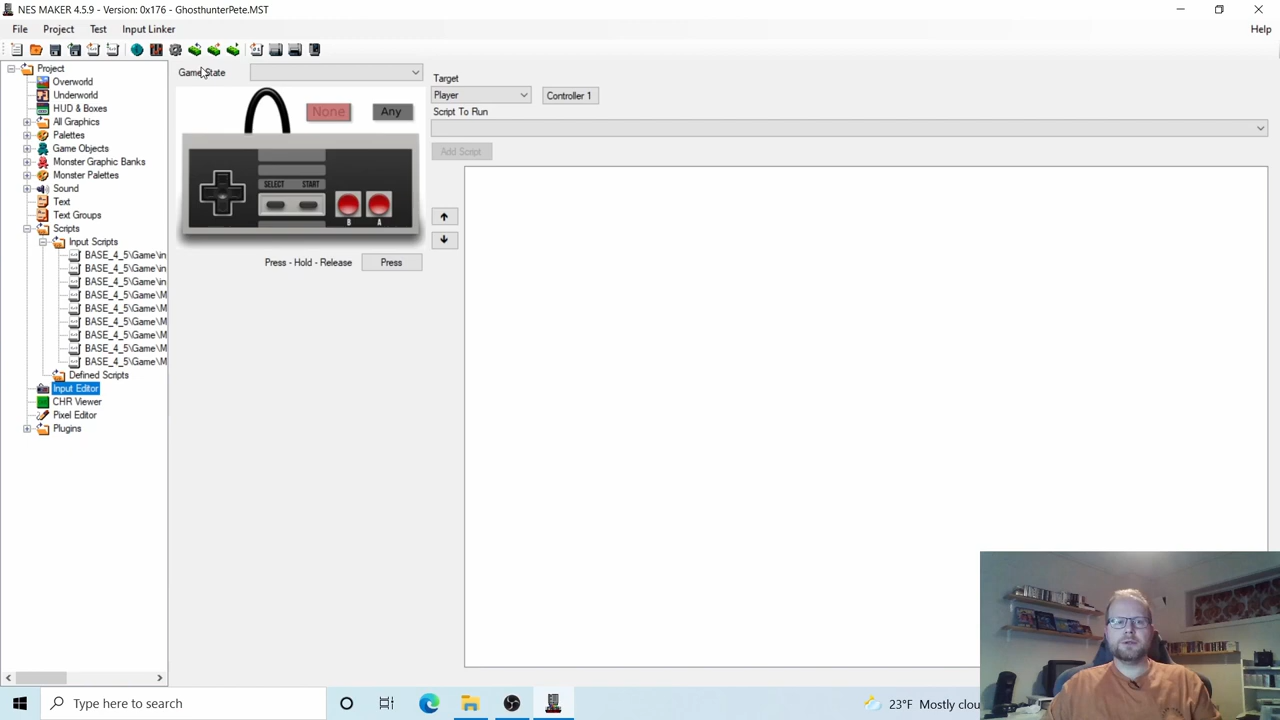 NES MAKER 4.5.9 - Version: 0x176 - GhosthunterPete.MST
File Project Test Input Linker Help
Project
Overworld
Underworld
HUD & Boxes
All Graphics
Palettes
Game Objects
Monster Graphic Banks
Monster Palettes
Sound
Text
Text Groups
Scripts
Input Scripts
BASE_4_5\Game\in
BASE_4_5\Game\in
BASE_4_5\Game\in
BASE_4_5\Game\M
BASE_4_5\Game\M
BASE_4_5\Game\M
BASE_4_5\Game\M
BASE_4_5\Game\M
BASE_4_5\Game\M
Defined Scripts
Input Editor
CHR Viewer
Pixel Editor
Plugins
Game State
None Any
SELECT START
B A
Press - Hold - Release Press
Target
Player Controller 1
Script To Run
Add Script
Type here to search
23°F Mostly clou